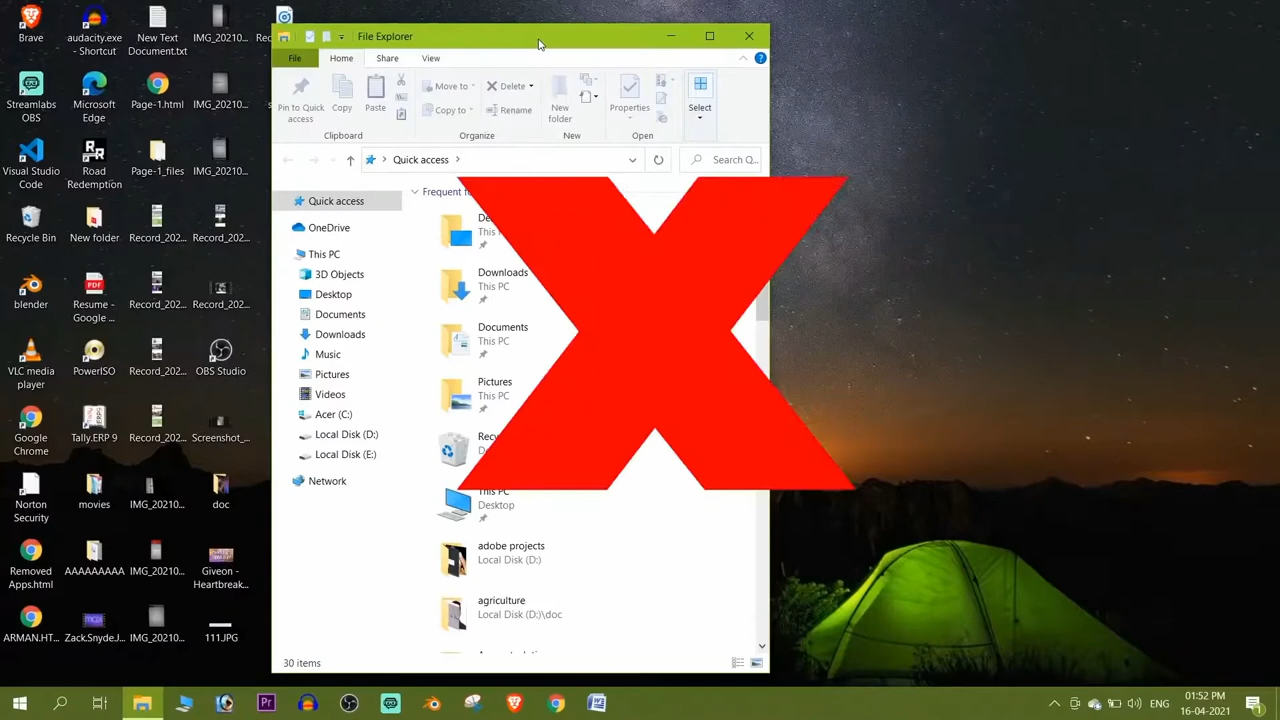 File Explorer
File
Home
Share
View
Pin to Quick
access
Copy
Paste
Move to
Copy to
Delete
Rename
New
folder
Properties
Select
Clipboard
Organize
New
Open
Quick access
Search Q...
Quick access
OneDrive
This PC
3D Objects
Desktop
Documents
Downloads
Music
Pictures
Videos
Acer (C:)
Local Disk (D:)
Local Disk (E:)
Network
Frequent
Downloads
This PC
Documents
This PC
Pictures
This PC
This PC
Desktop
adobe projects
Local Disk (D:)
agriculture
Local Disk (D:)\doc
30 items
Brave
audacity.exe
- Shortcut
New Text
Document.txt
IMG_20210...
Streamlabs
OBS
Microsoft
Edge
Page-1.html
IMG_20210...
Visual Studio
Code
Road
Redemption
Page-1_files
IMG_20210...
Recycle Bin
New folder
Record_202...
Record_202...
blender
Resume -
Google ...
Record_202...
Record_202...
VLC media
player
PowerISO
Record_202...
OBS Studio
Google
Chrome
Tally.ERP 9
Record_202...
Screenshot_...
Norton
Security
movies
IMG_20210...
doc
Removed
Apps.html
AAAAAAAAA
IMG_20210...
Giveon -
Heartbreak...
ARMAN.HT...
Zack.Snyde.J...
IMG_20210...
111.JPG
ENG
01:52 PM
16-04-2021
1